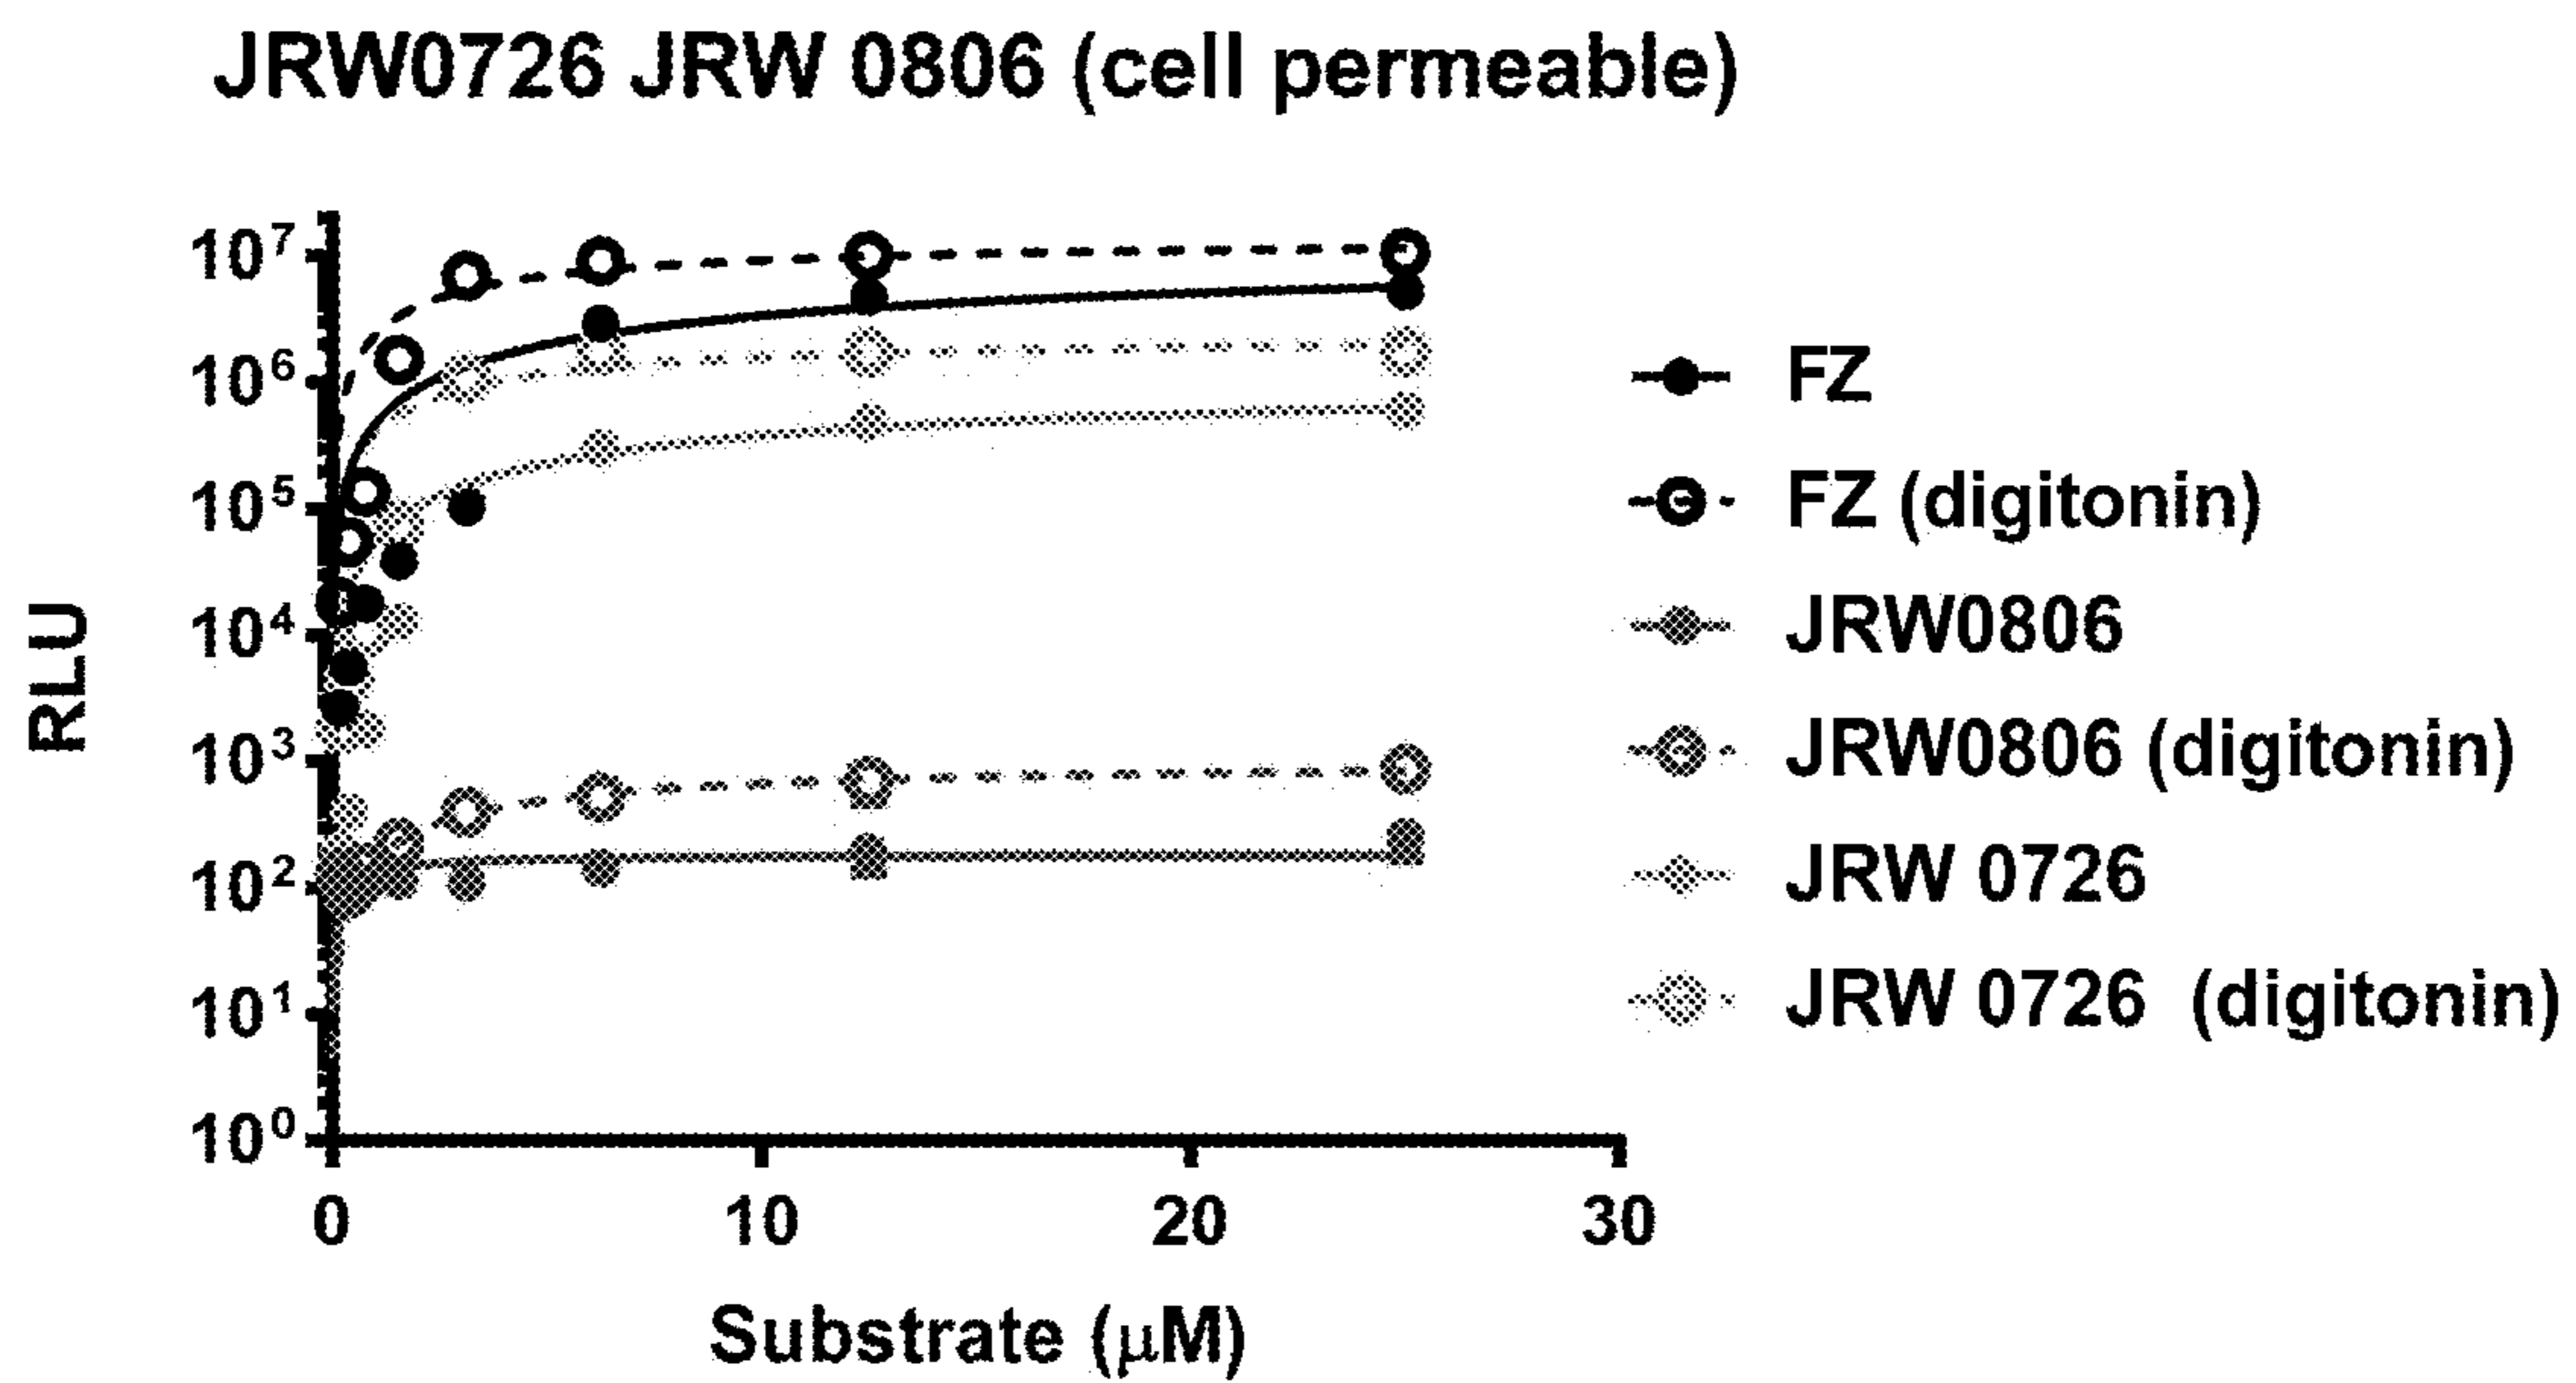 JRW0726 JRW 0806 (cell permeable)
10⁷
10⁶
10⁵
10⁴
10³
10²
10¹
10⁰
RLU
0 10 20 30
Substrate (μM)
FZ
FZ (digitonin)
JRW0806
JRW0806 (digitonin)
JRW 0726
JRW 0726 (digitonin)